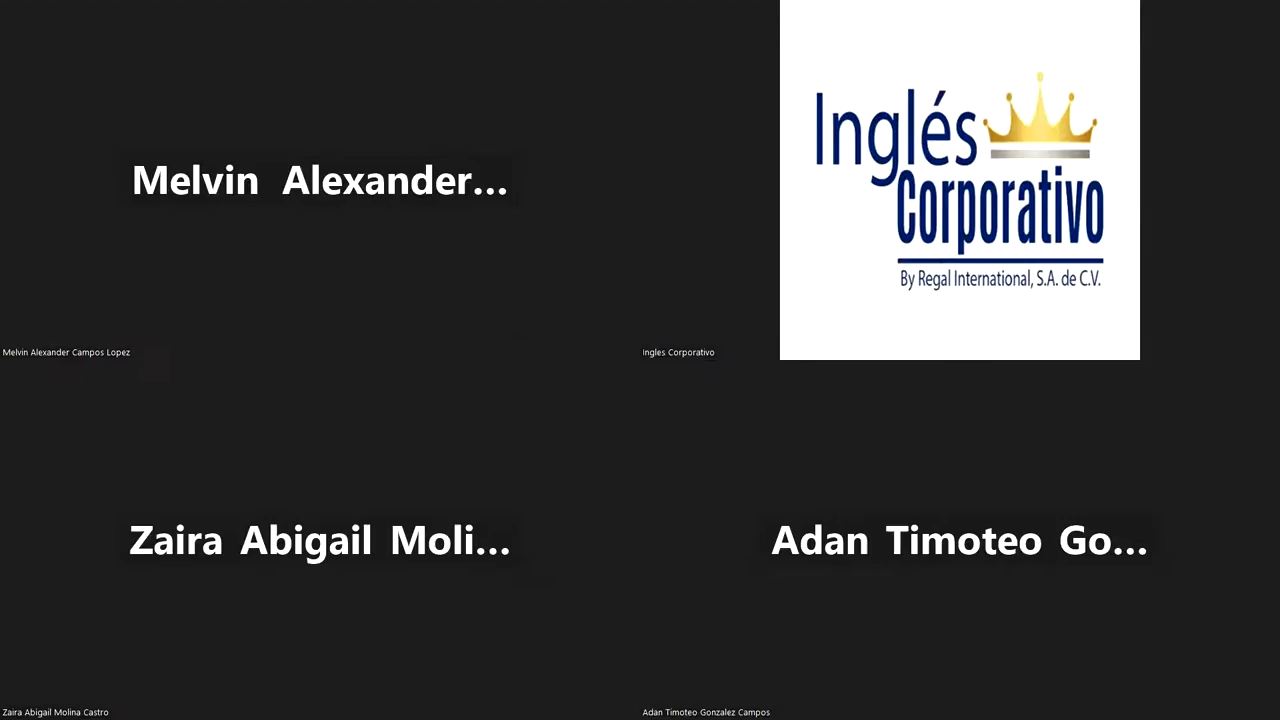 Melvin Alexander...
Melvin Alexander Campos Lopez
Inglés
Corporativo
By Regal International, S.A. de C.V.
Ingles Corporativo
Zaira Abigail Moli...
Zaira Abigail Molina Castro
Adan Timoteo Go...
Adan Timoteo Gonzalez Campos